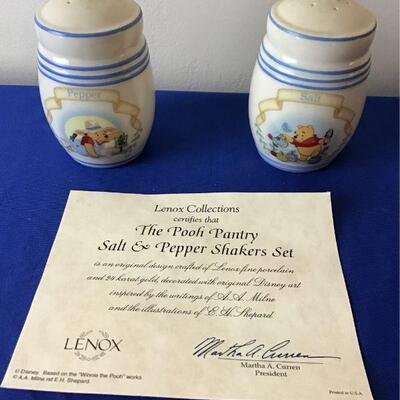 Pepper
Salt
Lenox Collections
certifies that
The Pooh Pantry
Salt & Pepper Shakers Set
is an original design crafted of Lenox fine porcelain
and 24 karat gold, decorated with original Disney art
inspired by the writings of A.A. Milne
and the illustrations of E.H. Shepard.
LENOX
Martha A. Curren
Martha A. Curren
President
© Disney Based on the "Winnie the Pooh" works
© A.A. Milne and E.H. Shepard.
Printed in U.S.A.